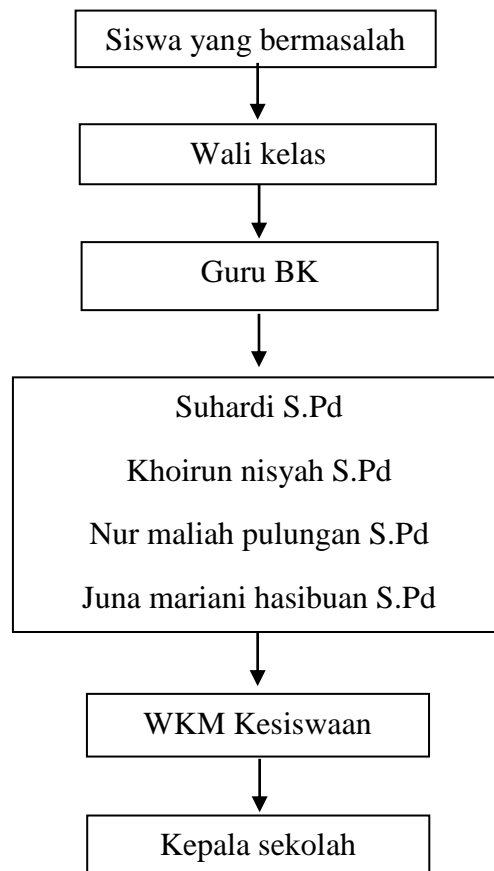 Siswa yang bermasalah
Wali kelas
Guru BK
Suhardi S.Pd
Khoirun nisyah S.Pd
Nur maliah pulungan S.Pd
Juna mariani hasibuan S.Pd
WKM Kesiswaan
Kepala sekolah